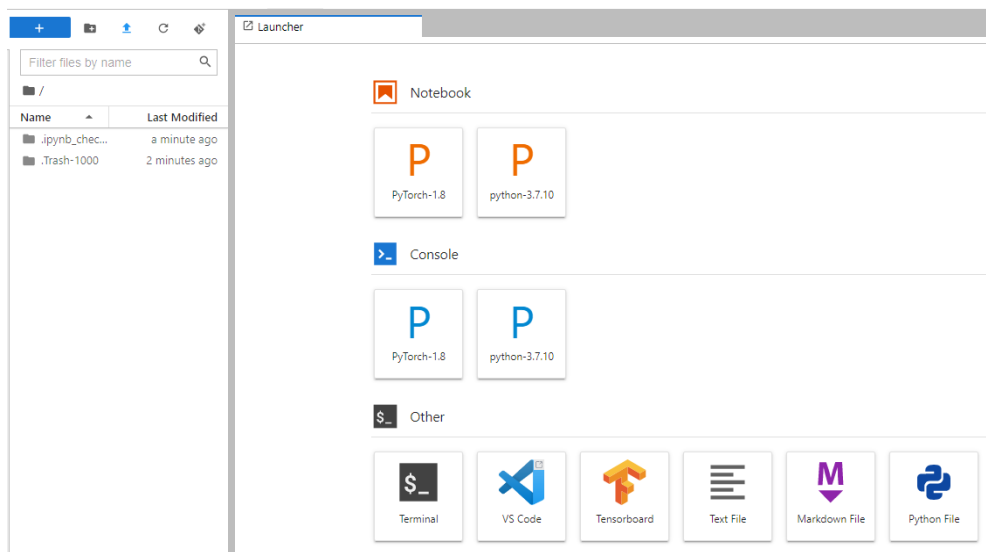 Launcher
Filter files by name
/
Name Last Modified
.ipynb_chec... a minute ago
.Trash-1000 2 minutes ago
Notebook
P P
PyTorch-1.8 python-3.7.10
Console
P P
PyTorch-1.8 python-3.7.10
$_ Other
$_ M
Terminal VS Code Tensorboard Text File Markdown File Python File